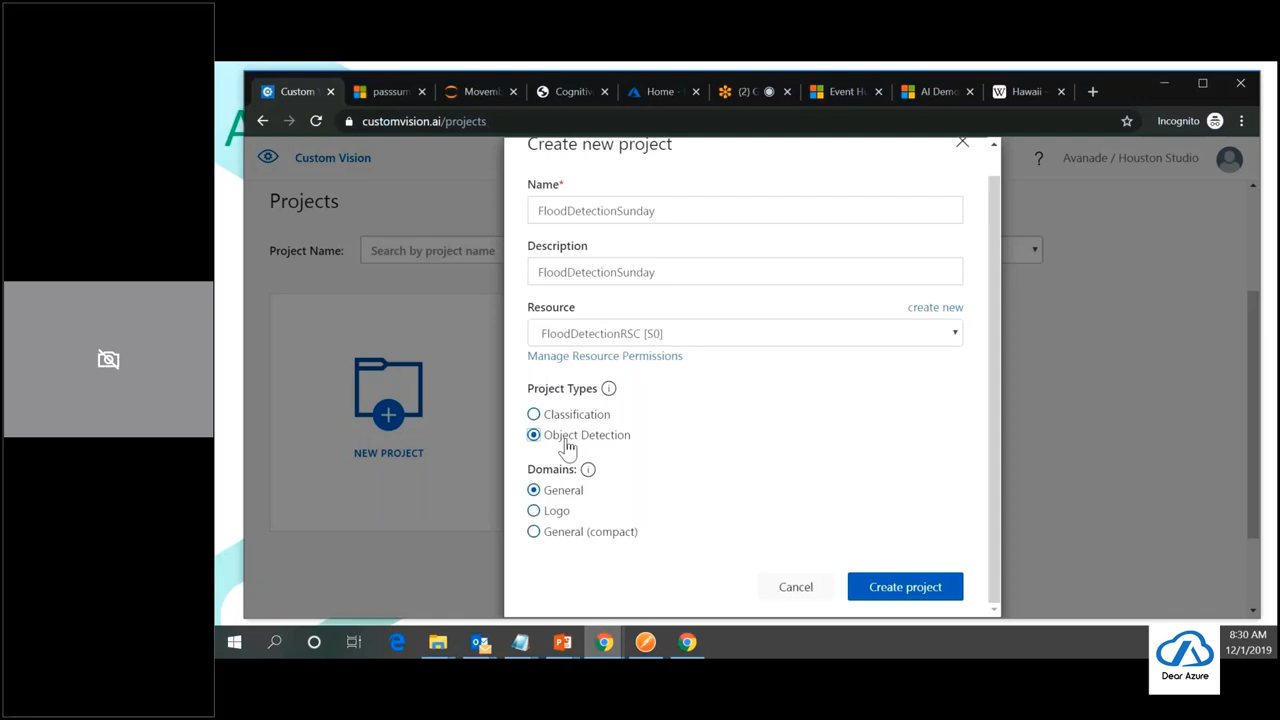 Custom V
passsum
Movemb
Cognitiv
Home -
(2) G
Event H
AI Demo
Hawaii -
customvision.ai/projects
Incognito
Custom Vision
Avanade / Houston Studio
Projects
Project Name:
Search by project name
NEW PROJECT
Create new project
Name*
FloodDetectionSunday
Description
FloodDetectionSunday
Resource
create new
FloodDetectionRSC [S0]
Manage Resource Permissions
Project Types
Classification
Object Detection
Domains:
General
Logo
General (compact)
Cancel
Create project
8:30 AM
12/1/2019
Dear Azure